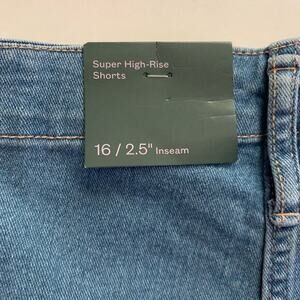 Super High-Rise
Shorts
16 / 2.5" Inseam